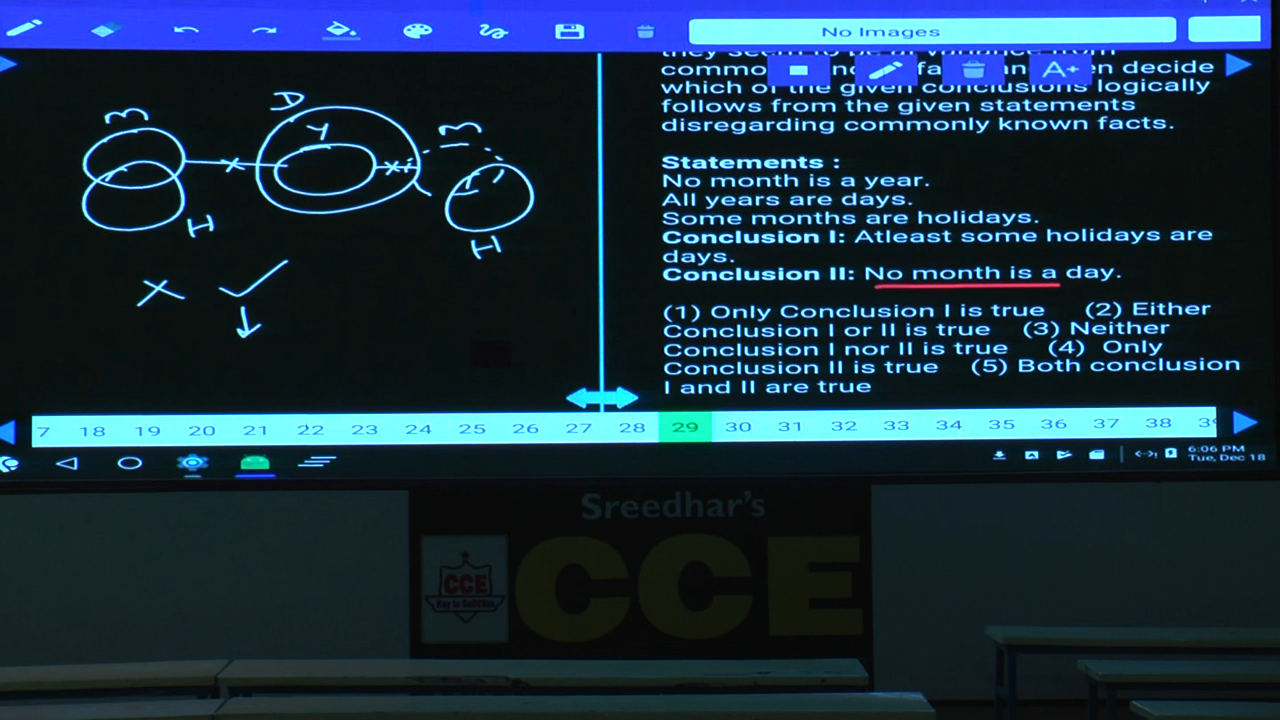 No Images
commo
en decide
which of the given conclusions logically
follows from the given statements
disregarding commonly known facts.
Statements :
No month is a year.
All years are days.
Some months are holidays.
Conclusion I: Atleast some holidays are
days.
Conclusion II: No month is a day.
(1) Only Conclusion I is true (2) Either
Conclusion I or II is true (3) Neither
Conclusion I nor II is true (4) Only
Conclusion II is true (5) Both conclusion
I and II are true
A+
m
D
Y
m
H
H
7 18 19 20 21 22 23 24 25 26 27 28 29 30 31 32 33 34 35 36 37 38
6:06 PM
Tue, Dec 18
Sreedhar's
CCE
CCE